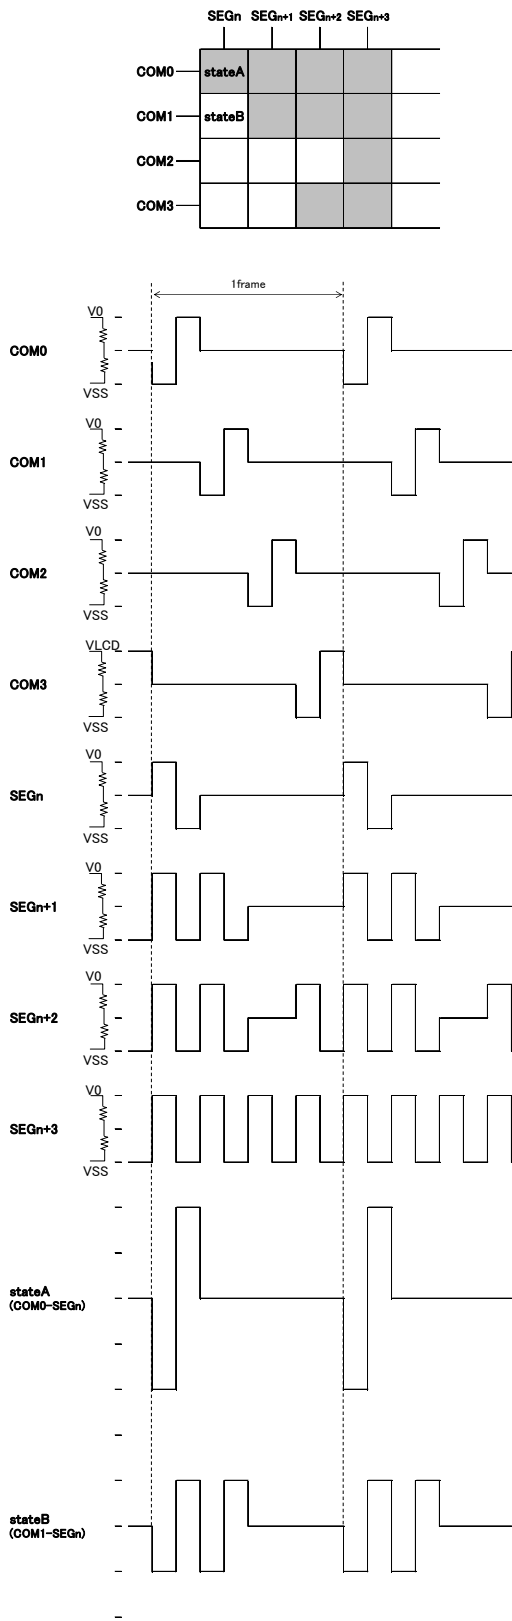 SEGn SEGn+1 SEGn+2 SEGn+3
COM0 stateA
COM1 stateB
COM2
COM3
1frame
V0
COM0
VSS
V0
COM1
VSS
V0
COM2
VSS
VLCD
COM3
VSS
V0
SEGn
VSS
V0
SEGn+1
VSS
V0
SEGn+2
VSS
V0
SEGn+3
VSS
stateA
(COM0-SEGn)
stateB
(COM1-SEGn)